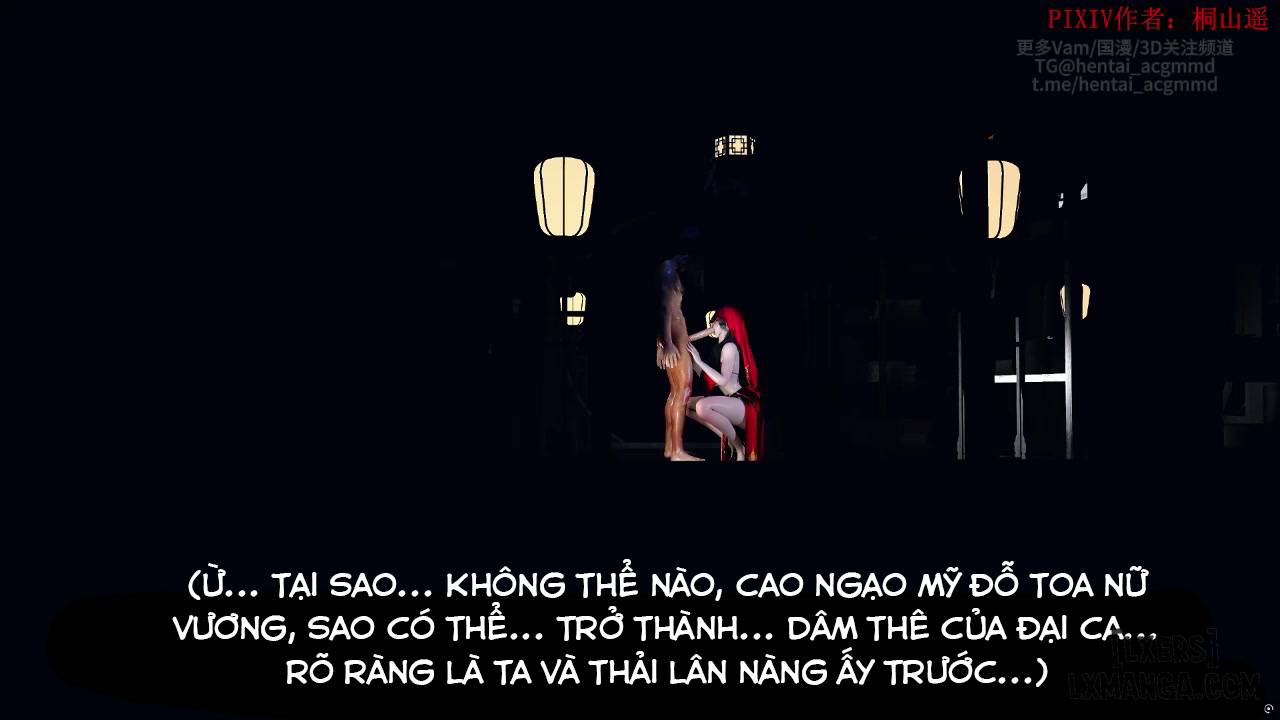 PIXIV作者：桐山遥
更多Vam/国漫/3D关注频道
TG@hentai_acgmmd
t.me/hentai_acgmmd
(Ừ... TẠI SAO... KHÔNG THỂ NÀO, CAO NGẠO MỸ ĐỖ TOA NỮ
VƯƠNG, SAO CÓ THỂ... TRỞ THÀNH... DÂM THÊ CỦA ĐẠI CA...
RÕ RÀNG LÀ TA VÀ THẢI LÂN NÀNG ẤY TRƯỚC...)
[LXERS]
LXMANGA.COM